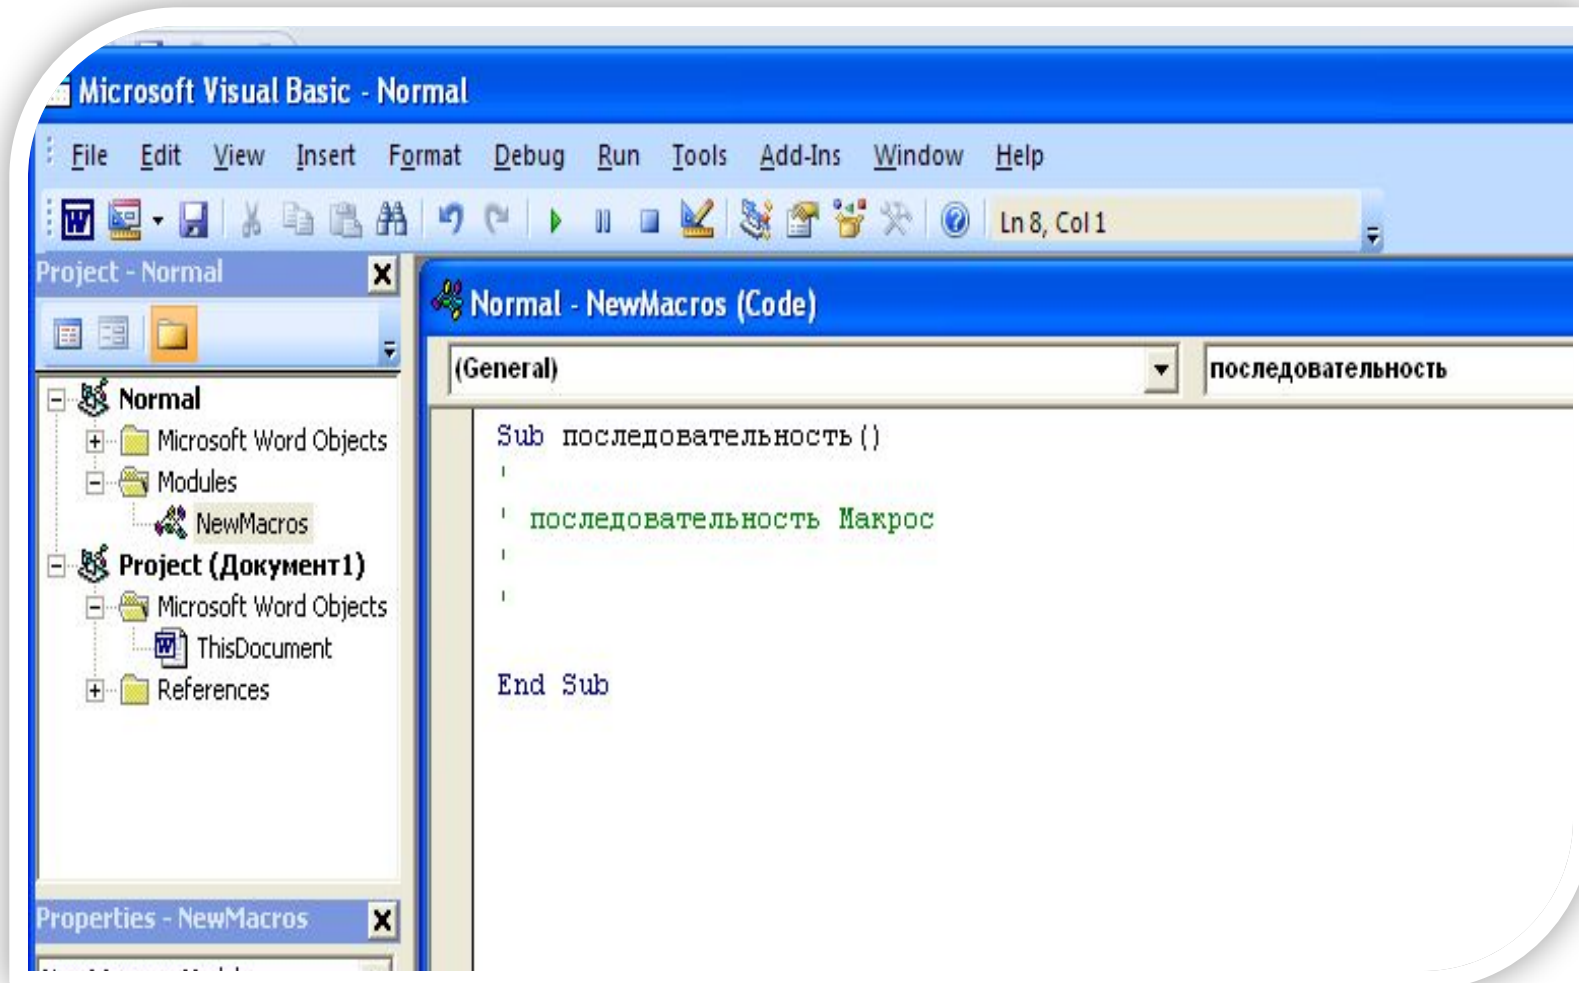 Microsoft Visual Basic - Normal
File Edit View Insert Format Debug Run Tools Add-Ins Window Help
Ln 8, Col 1
Project - Normal
Normal
Microsoft Word Objects
Modules
NewMacros
Project (Документ1)
Microsoft Word Objects
ThisDocument
References
Properties - NewMacros
Normal - NewMacros (Code)
(General) последовательность
Sub последовательность()
'
' последовательность Макрос
'
'
End Sub